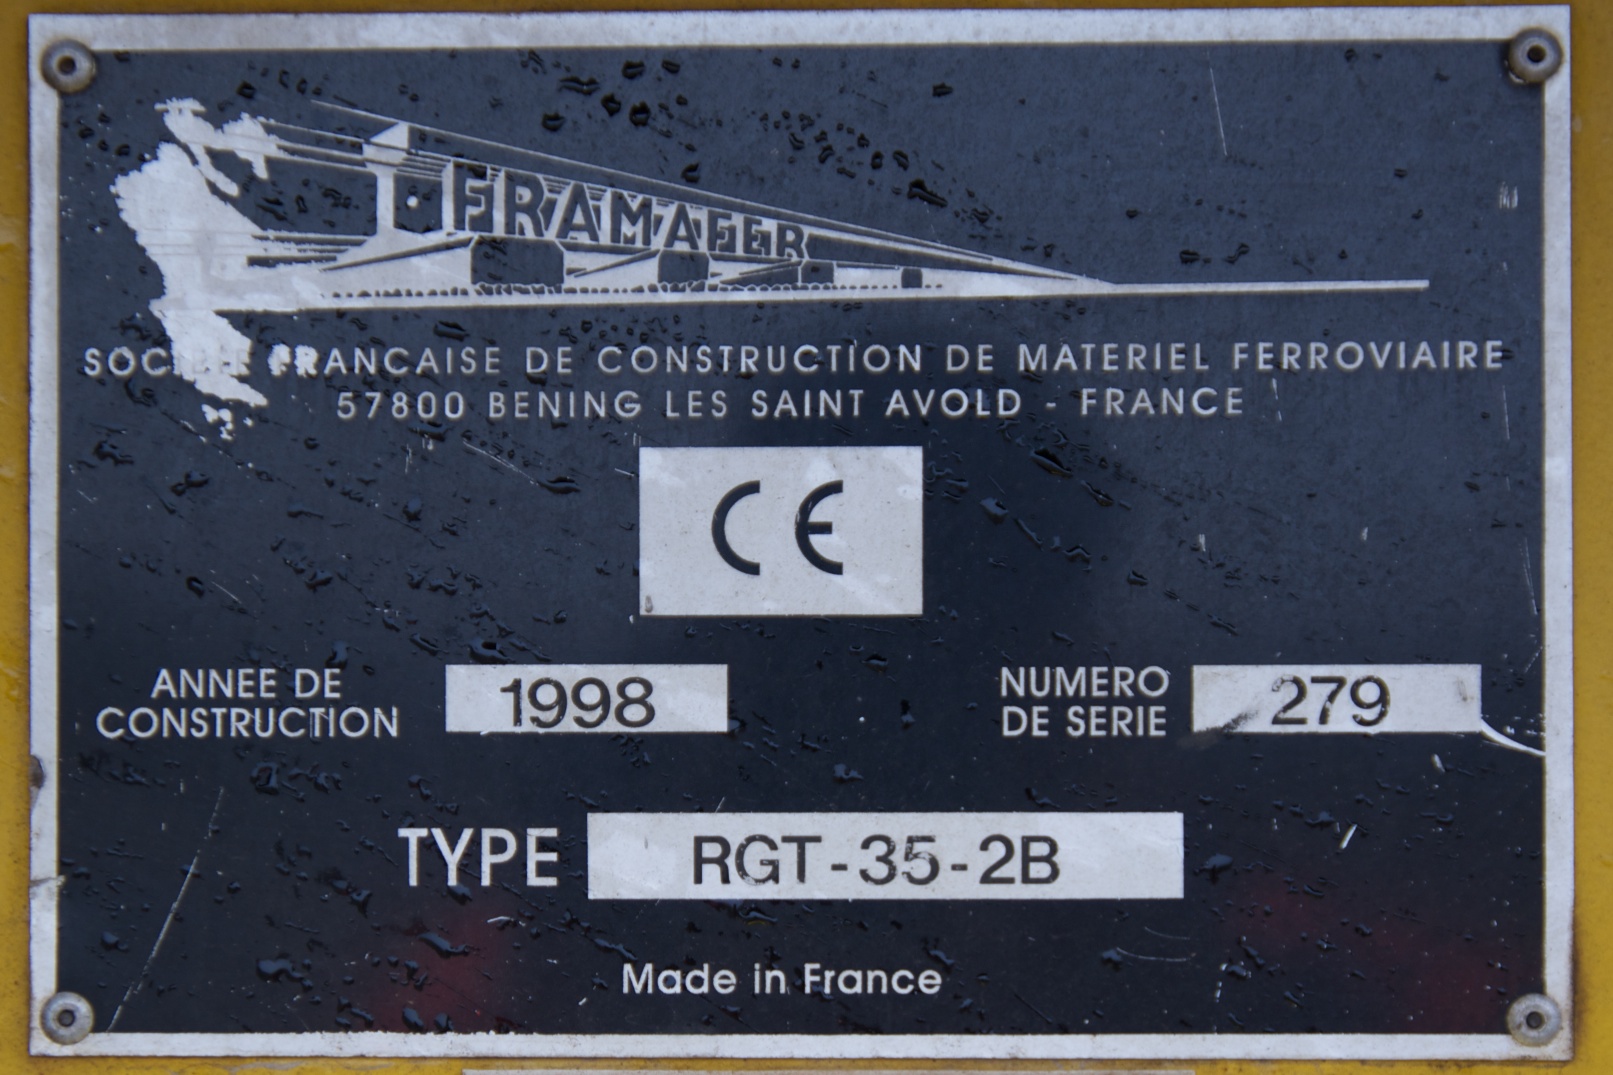 FRAMAFER
SOCIETE FRANCAISE DE CONSTRUCTION DE MATERIEL FERROVIAIRE
57800 BENING LES SAINT AVOLD - FRANCE
CE
ANNEE DE CONSTRUCTION 1998
NUMERO DE SERIE 279
TYPE RGT-35-2B
Made in France